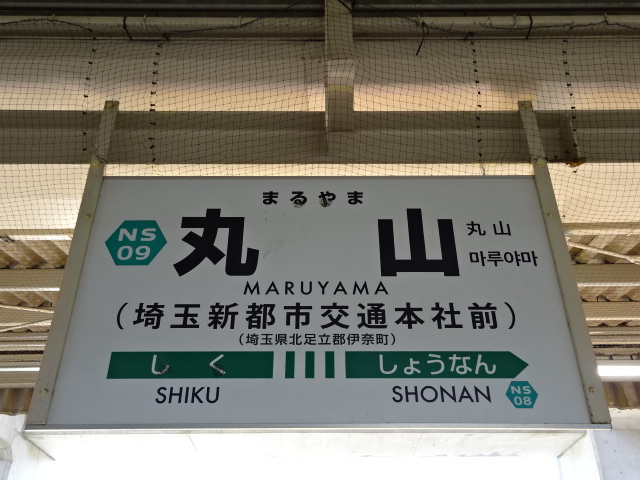 まるやま
NS
09
丸山
丸山
마루야마
MARUYAMA
(埼玉新都市交通本社前)
(埼玉県北足立郡伊奈町)
しく しょうなん
SHIKU SHONAN
NS
08